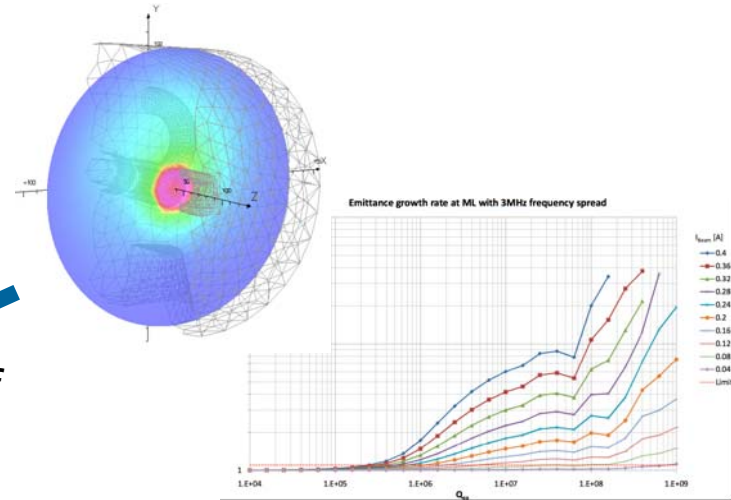 Y
X
Z
+100
Emittance growth rate at ML with 3MHz frequency spread
I_Beam [A]
0.4
0.36
0.32
0.28
0.24
0.2
0.16
0.12
0.08
0.04
1
1.E+04
1.E+05
1.E+06
1.E+07
1.E+08
1.E+09